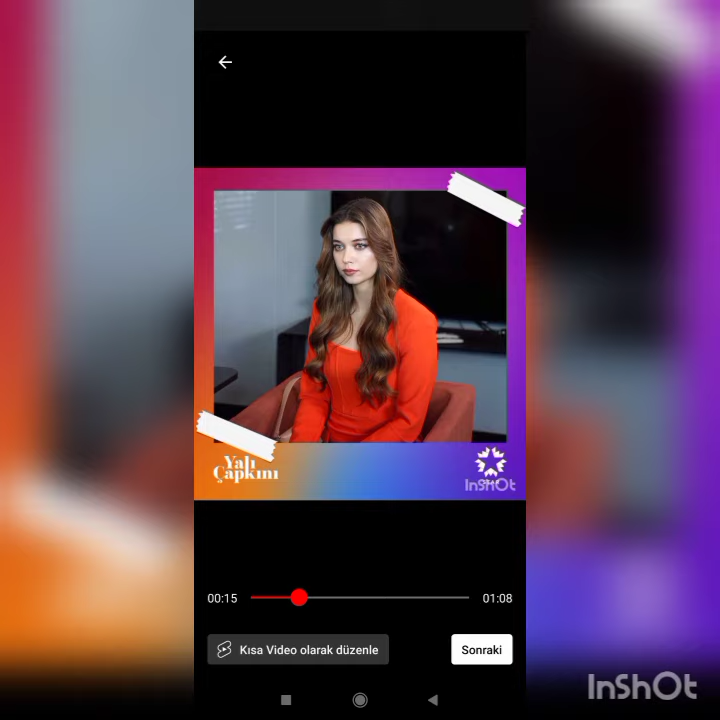 Yalı
Çapkını
InShOt
00:15
01:08
Kısa Video olarak düzenle
Sonraki
InShOt